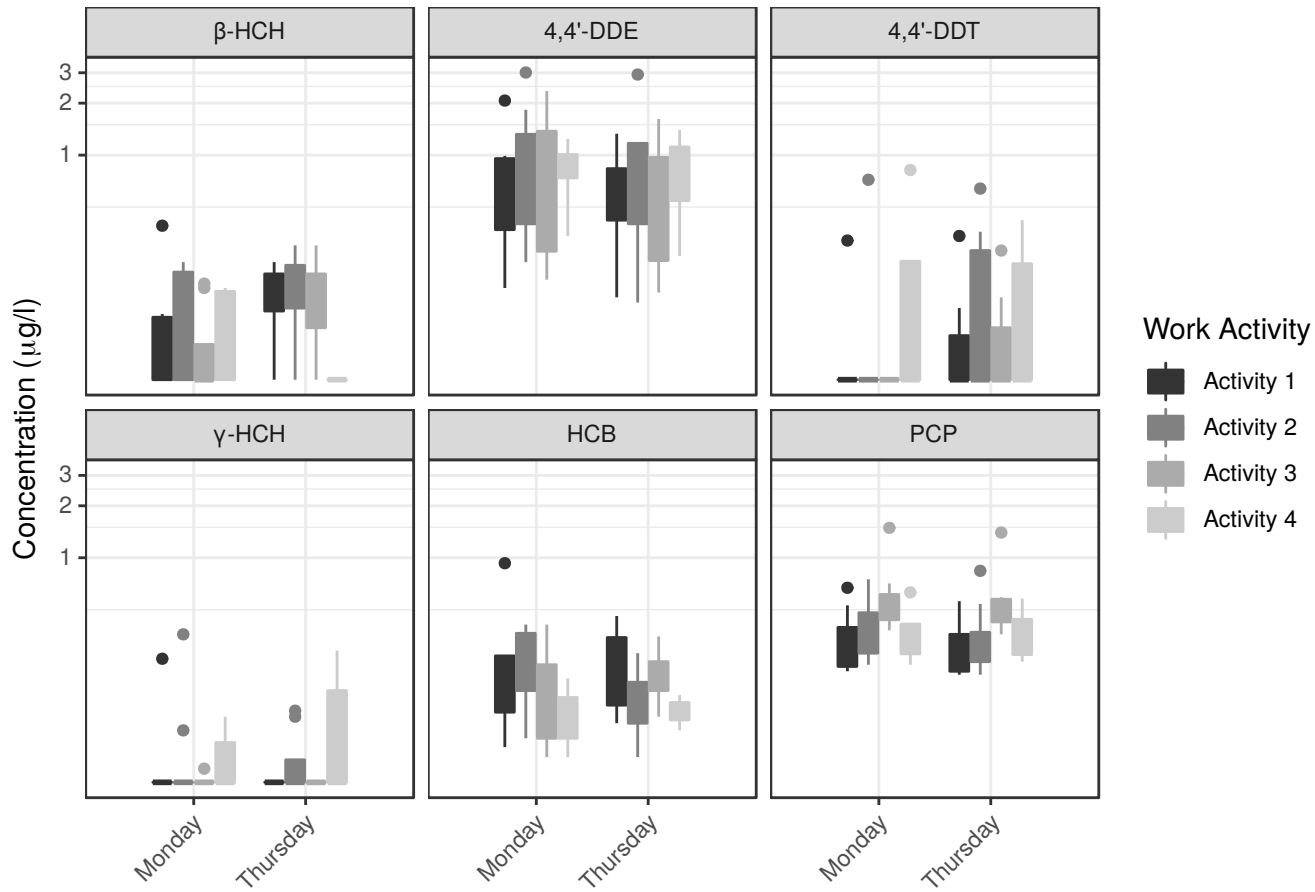 β-HCH
4,4'-DDE
4,4'-DDT
3
2
1
γ-HCH
HCB
PCP
3
2
1
Monday
Thursday
Monday
Thursday
Monday
Thursday
Concentration (μg/l)
Work Activity
Activity 1
Activity 2
Activity 3
Activity 4